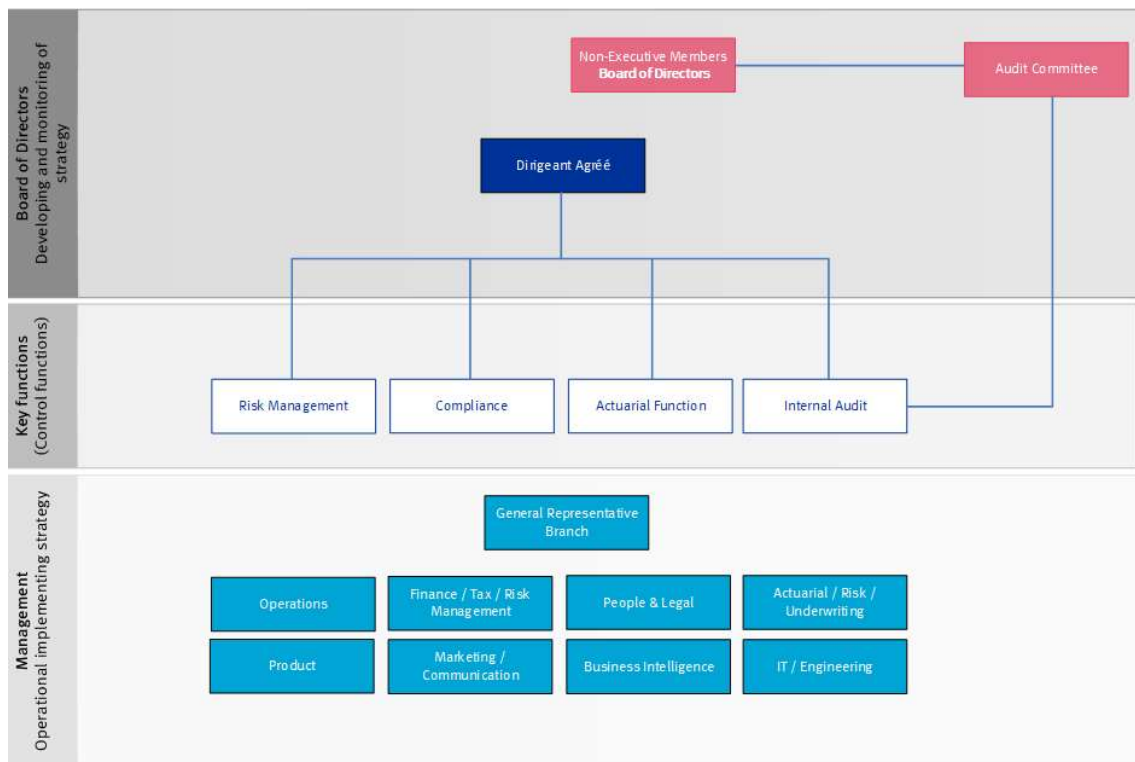 Board of Directors
Developing and monitoring of
strategy
Non-Executive Members
Board of Directors
Audit Committee
Dirigeant Agréé
Key functions
(Control functions)
Risk Management
Compliance
Actuarial Function
Internal Audit
Management
Operational implementing strategy
General Representative
Branch
Operations
Finance / Tax / Risk
Management
People & Legal
Actuarial / Risk /
Underwriting
Product
Marketing /
Communication
Business Intelligence
IT / Engineering